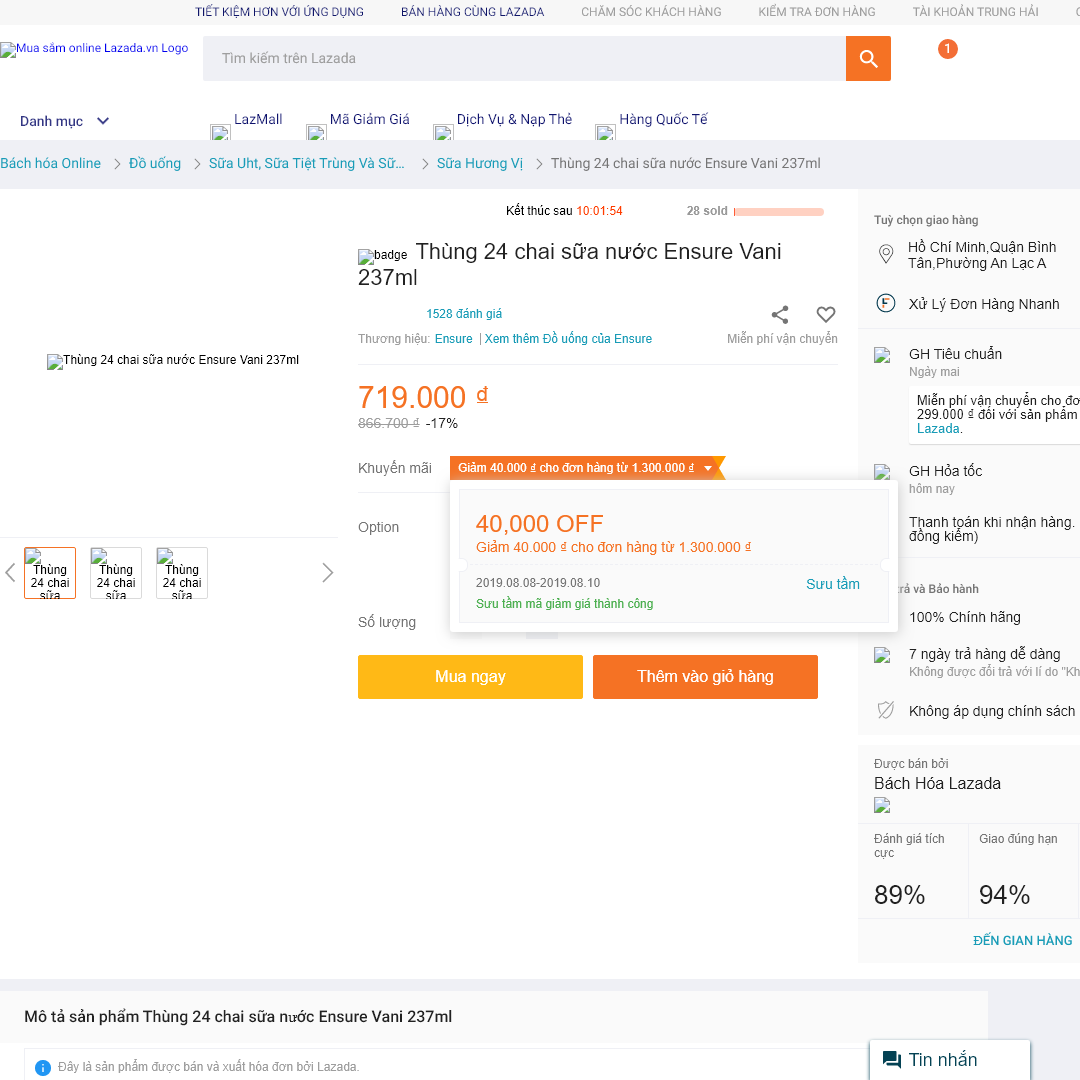 TIẾT KIỆM HƠN VỚI ỨNG DỤNG
BÁN HÀNG CÙNG LAZADA
CHĂM SÓC KHÁCH HÀNG
KIỂM TRA ĐƠN HÀNG
TÀI KHOẢN TRUNG HẢI
Mua sắm online Lazada.vn Logo
Tìm kiếm trên Lazada
1
Danh mục
LazMall
Mã Giảm Giá
Dịch Vụ & Nạp Thẻ
Hàng Quốc Tế
Bách hóa Online
Đồ uống
Sữa Uht, Sữa Tiệt Trùng Và Sữ...
Sữa Hương Vị
Thùng 24 chai sữa nước Ensure Vani 237ml
Kết thúc sau 10:01:54
28 sold
badge Thùng 24 chai sữa nước Ensure Vani
237ml
1528 đánh giá
Thương hiệu: Ensure | Xem thêm Đồ uống của Ensure
Miễn phí vận chuyển
Thùng 24 chai sữa nước Ensure Vani 237ml
719.000 ₫
866.700 ₫ -17%
Khuyến mãi
Giảm 40.000 ₫ cho đơn hàng từ 1.300.000 ₫
40,000 OFF
Giảm 40.000 ₫ cho đơn hàng từ 1.300.000 ₫
2019.08.08-2019.08.10
Sưu tầm
Sưu tầm mã giảm giá thành công
Option
Thùng
24 chai
sữa
Thùng
24 chai
sữa
Thùng
24 chai
sữa
Số lượng
Mua ngay
Thêm vào giỏ hàng
Tuỳ chọn giao hàng
Hồ Chí Minh,Quận Bình
Tân,Phường An Lạc A
Xử Lý Đơn Hàng Nhanh
GH Tiêu chuẩn
Ngày mai
Miễn phí vận chuyển cho đơ
299.000 ₫ đối với sản phẩm
Lazada.
GH Hỏa tốc
hôm nay
Thanh toán khi nhận hàng.
đồng kiểm)
rả và Bảo hành
100% Chính hãng
7 ngày trả hàng dễ dàng
Không được đổi trả với lí do "Kh
Không áp dụng chính sách
Được bán bởi
Bách Hóa Lazada
Đánh giá tích
cực
89%
Giao đúng hạn
94%
ĐẾN GIAN HÀNG
Mô tả sản phẩm Thùng 24 chai sữa nước Ensure Vani 237ml
Đây là sản phẩm được bán và xuất hóa đơn bởi Lazada.
Tin nhắn